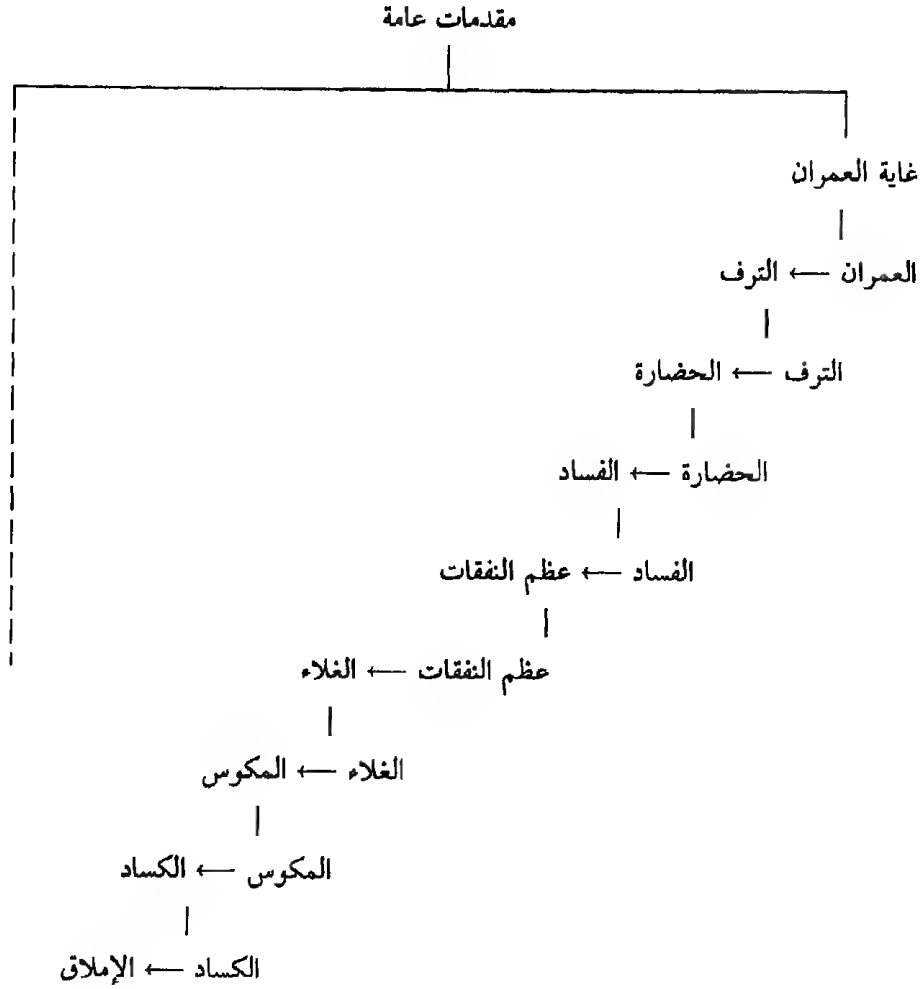 مقدمات عامة
غاية العمران
العمران ← الترف
الترف ← الحضارة
الحضارة ← الفساد
الفساد ← عظم النفقات
عظم النفقات ← الغلاء
الغلاء ← المكوس
المكوس ← الكساد
الكساد ← الإملاق